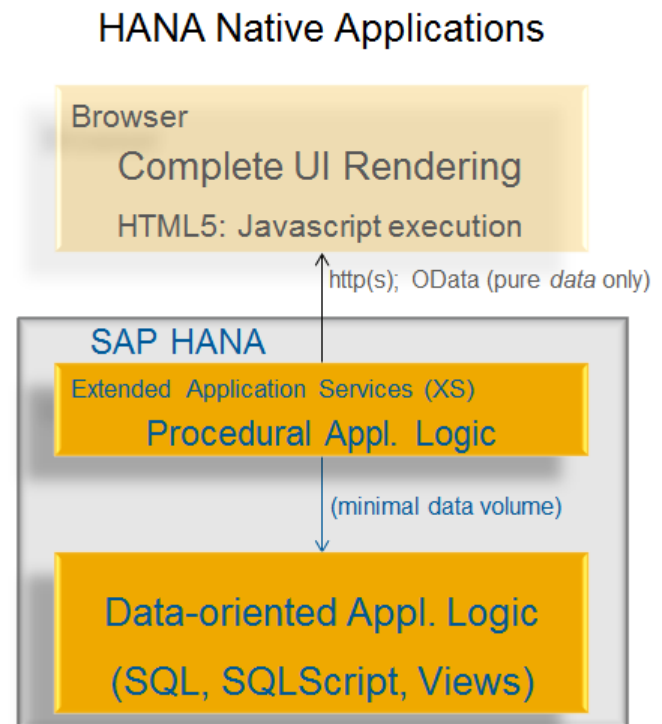 HANA Native Applications
Browser
Complete UI Rendering
HTML5: Javascript execution
http(s); OData (pure data only)
SAP HANA
Extended Application Services (XS)
Procedural Appl. Logic
(minimal data volume)
Data-oriented Appl. Logic
(SQL, SQLScript, Views)